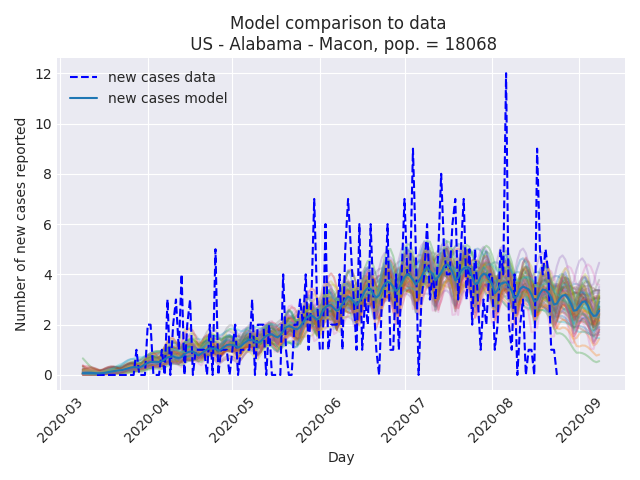 Model comparison to data
US - Alabama - Macon, pop. = 18068
new cases data
new cases model
Number of new cases reported
12
10
8
6
4
2
0
2020-03
2020-04
2020-05
2020-06
2020-07
2020-08
2020-09
Day